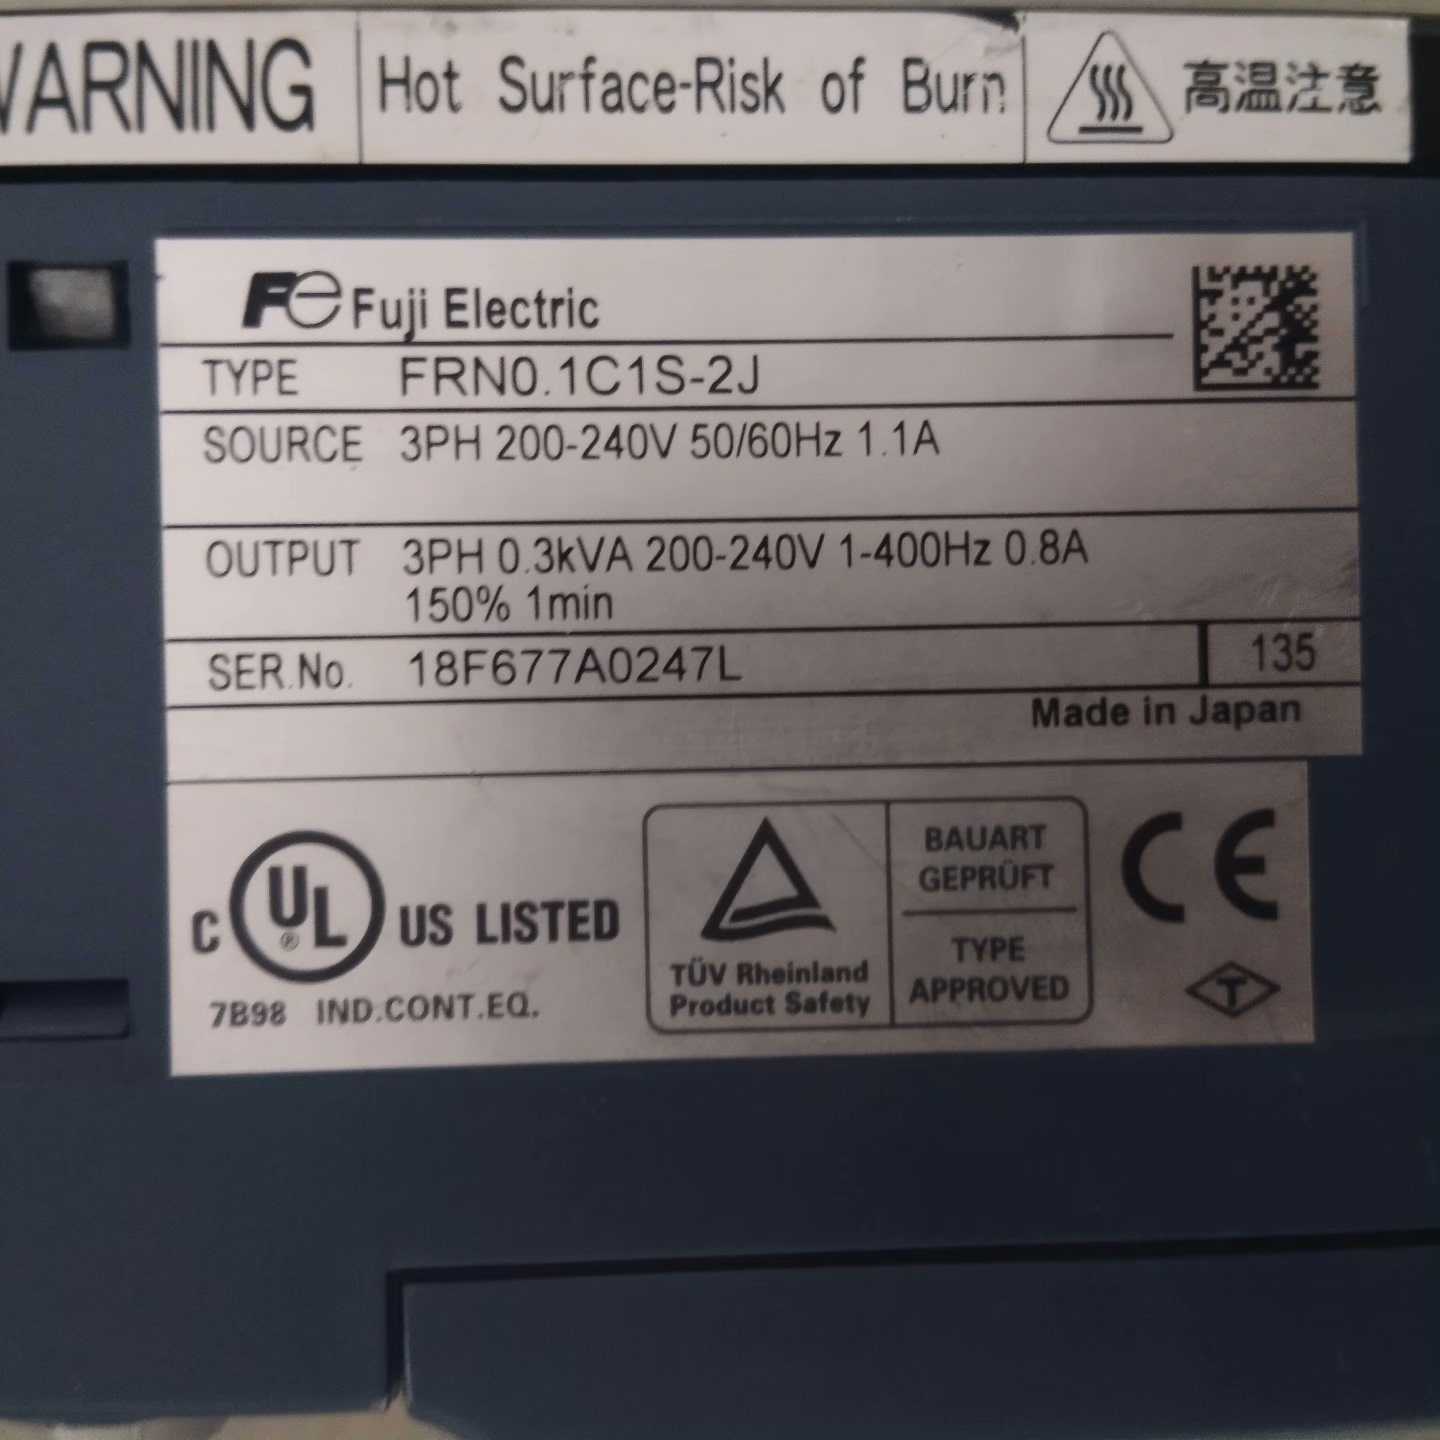 WARNING Hot Surface-Risk of Burn 高温注意
Fe Fuji Electric
TYPE FRN0.1C1S-2J
SOURCE 3PH 200-240V 50/60Hz 1.1A
OUTPUT 3PH 0.3kVA 200-240V 1-400Hz 0.8A
150% 1min
SER.No. 18F677A0247L 135
Made in Japan
C UL ® US LISTED
7B98 IND.CONT.EQ.
TÜV Rheinland
Product Safety
BAUART
GEPRÜFT
TYPE
APPROVED
CE
T